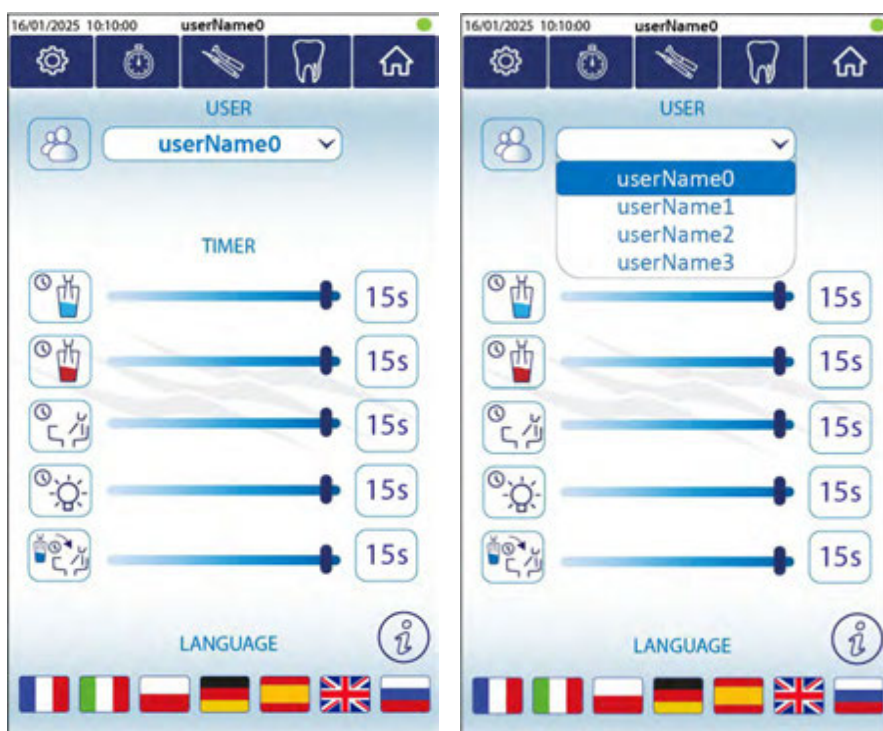 16/01/2025 10:10:00 userName0
USER
userName0
TIMER
15s
15s
15s
15s
15s
LANGUAGE
i
16/01/2025 10:10:00 userName0
USER
userName0
userName1
userName2
userName3
15s
15s
15s
15s
15s
LANGUAGE
i